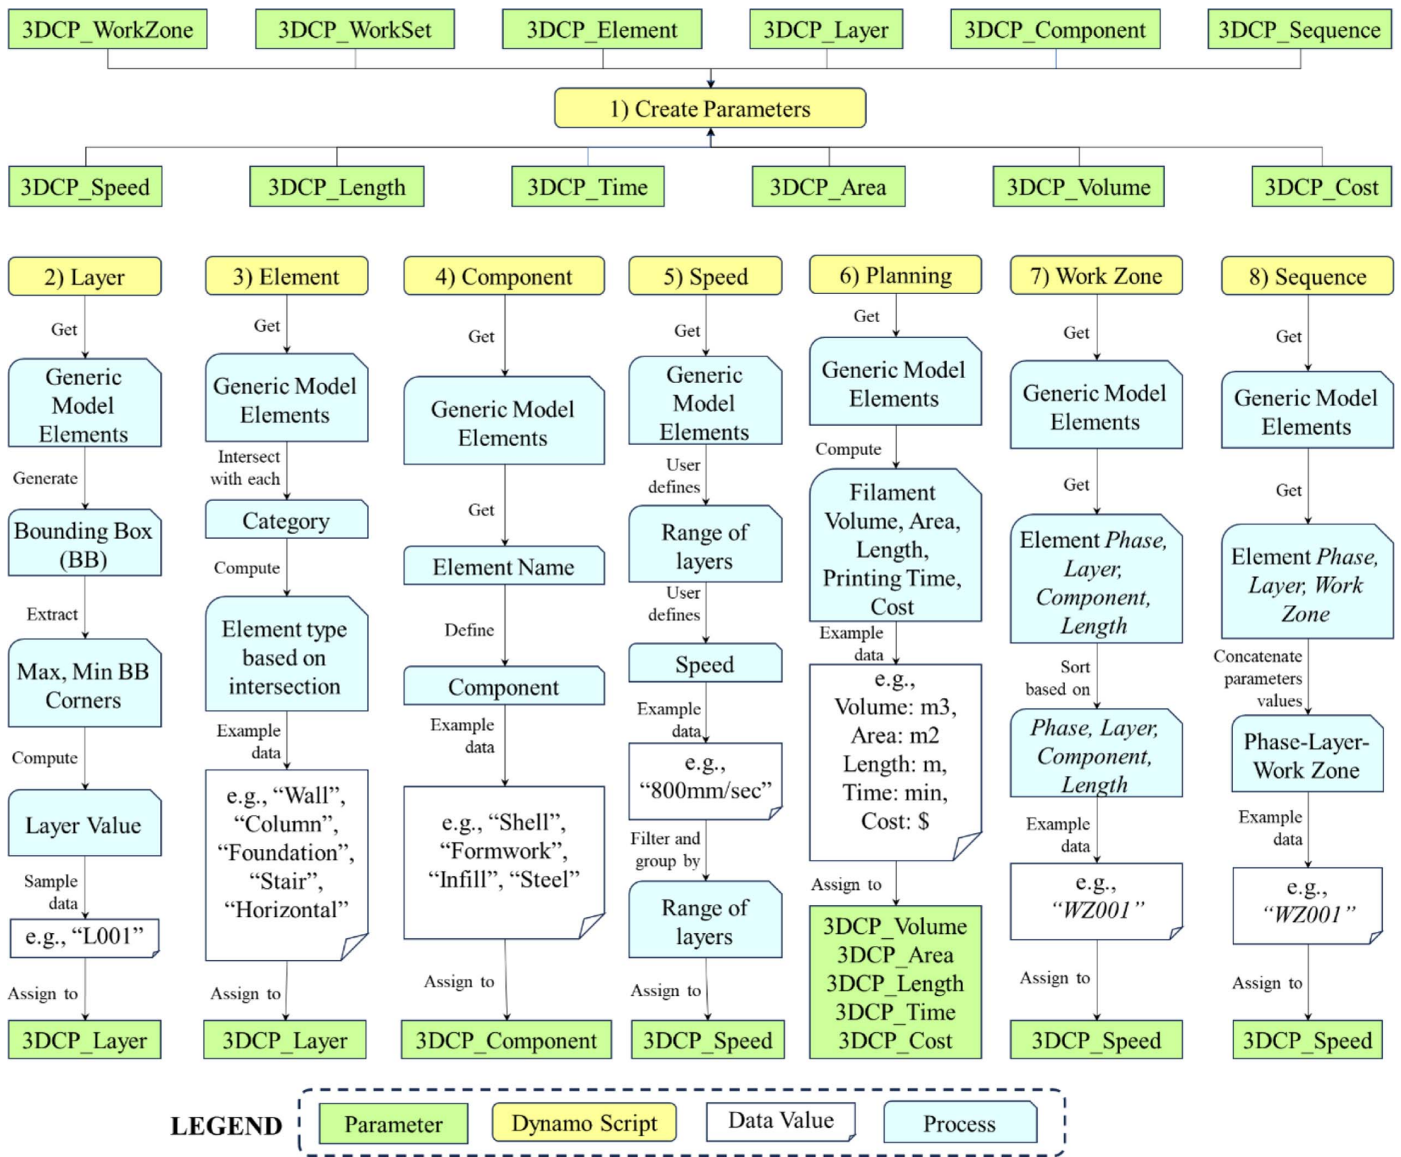 3DCP_WorkZone
3DCP_WorkSet
3DCP_Element
3DCP_Layer
3DCP_Component
3DCP_Sequence
1) Create Parameters
3DCP_Speed
3DCP_Length
3DCP_Time
3DCP_Area
3DCP_Volume
3DCP_Cost
2) Layer
Get
Generic
Model
Elements
Generate
Bounding Box
(BB)
Extract
Max, Min BB
Corners
Compute
Layer Value
Sample
data
e.g., “L001”
Assign to
3DCP_Layer
3) Element
Get
Generic Model
Elements
Intersect
with each
Category
Compute
Element type
based on
intersection
Example
data
e.g., “Wall”,
“Column”,
“Foundation”,
“Stair”,
“Horizontal”
Assign to
3DCP_Layer
4) Component
Get
Generic Model
Elements
Get
Element Name
Define
Component
Example
data
e.g., “Shell”,
“Formwork”,
“Infill”, “Steel”
Assign to
3DCP_Component
5) Speed
Get
Generic
Model
Elements
User
defines
Range of
layers
User
defines
Speed
Example
data
e.g.,
“800mm/sec”
Filter and
group by
Range of
layers
Assign to
3DCP_Speed
6) Planning
Get
Generic Model
Elements
Compute
Filament
Volume, Area,
Length,
Printing Time,
Cost
Example
data
e.g.,
Volume: m3,
Area: m2
Length: m,
Time: min,
Cost: $
Assign to
3DCP_Volume
3DCP_Area
3DCP_Length
3DCP_Time
3DCP_Cost
7) Work Zone
Get
Generic Model
Elements
Get
Element Phase,
Layer,
Component,
Length
Sort
based on
Phase, Layer,
Component,
Length
Example
data
e.g.,
“WZ001”
Assign to
3DCP_Speed
8) Sequence
Get
Generic Model
Elements
Get
Element Phase,
Layer, Work
Zone
Concatenate
parameters
values
Phase-Layer-
Work Zone
Example
data
e.g.,
“WZ001”
Assign to
3DCP_Speed
LEGEND
Parameter
Dynamo Script
Data Value
Process